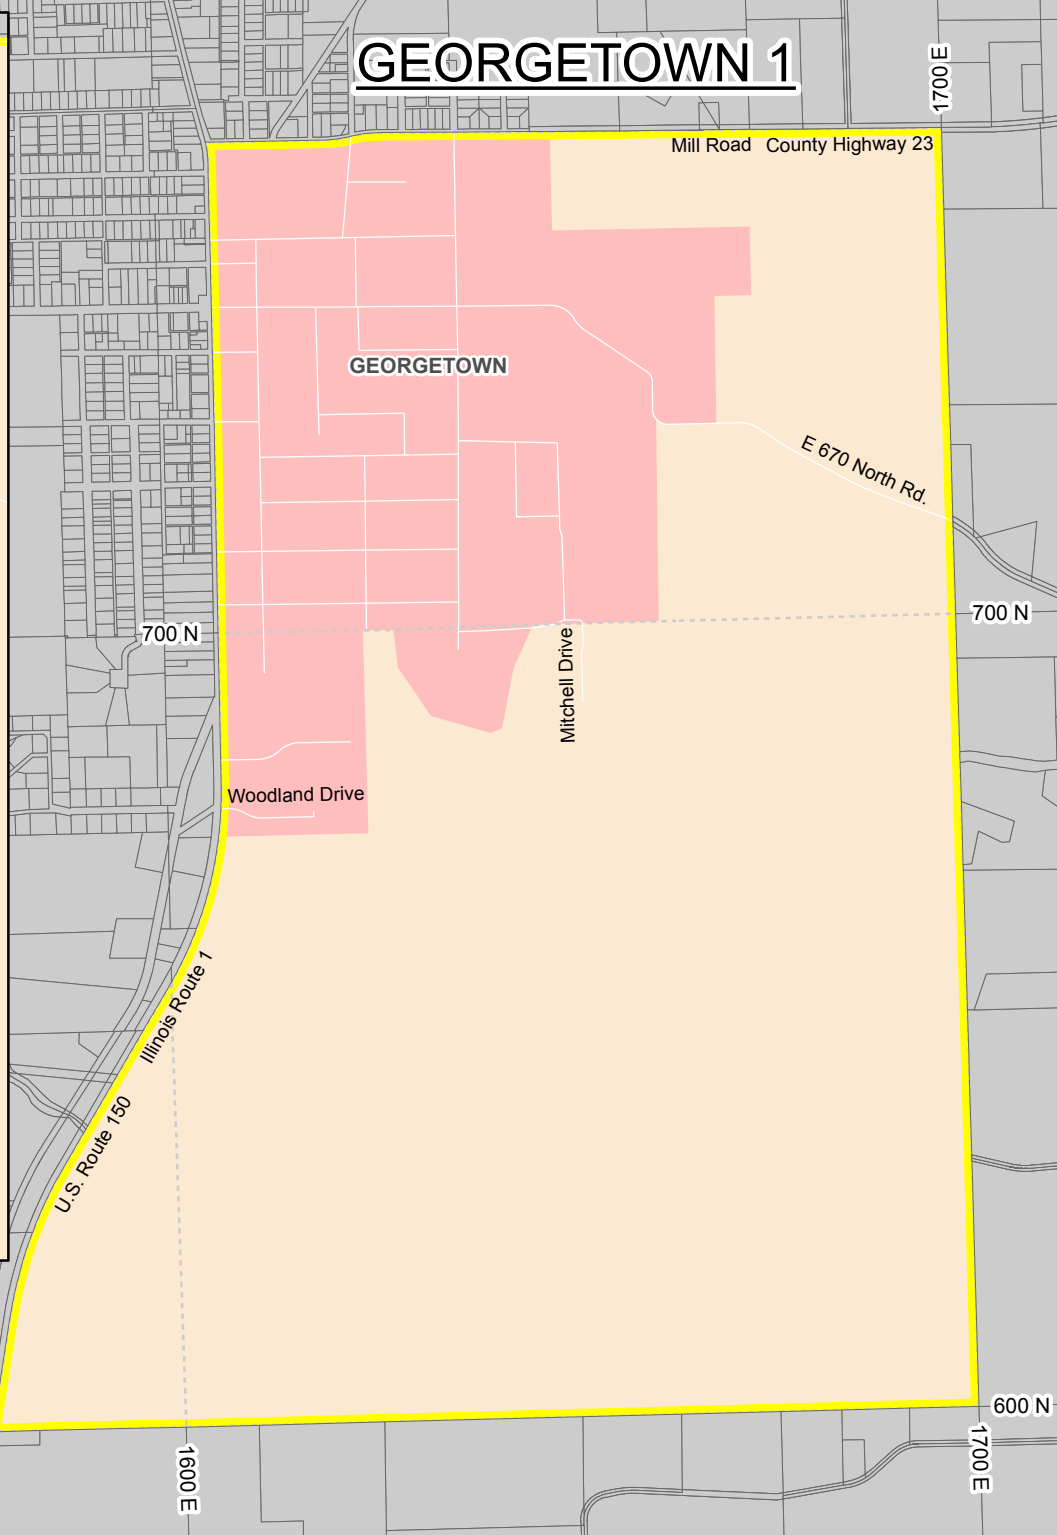 GEORGETOWN 1
1700 E
Mill Road County Highway 23
GEORGETOWN
E 670 North Rd.
700 N
700 N
Mitchell Drive
Woodland Drive
Illinois Route 1
U.S. Route 150
600 N
1600 E
1700 E